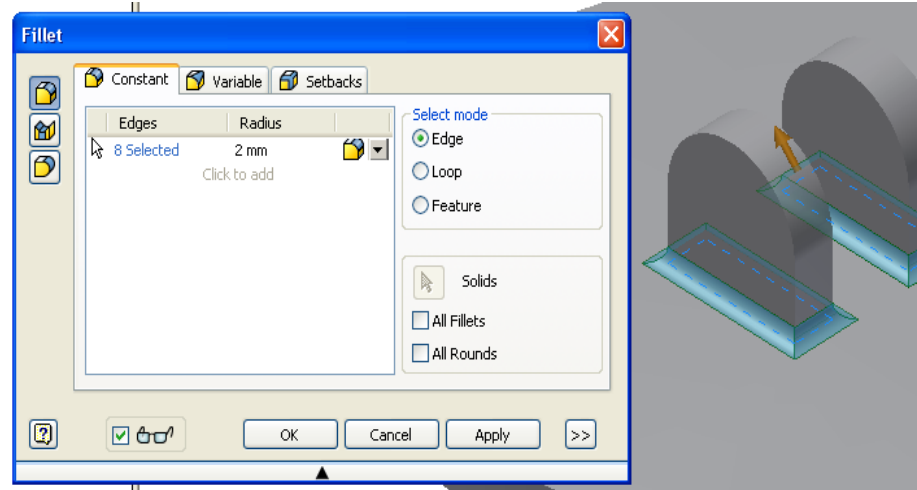 Fillet
Constant Variable Setbacks
Edges Radius
8 Selected 2 mm
Click to add
Select mode
Edge
Loop
Feature
Solids
All Fillets
All Rounds
?
OK Cancel Apply >>